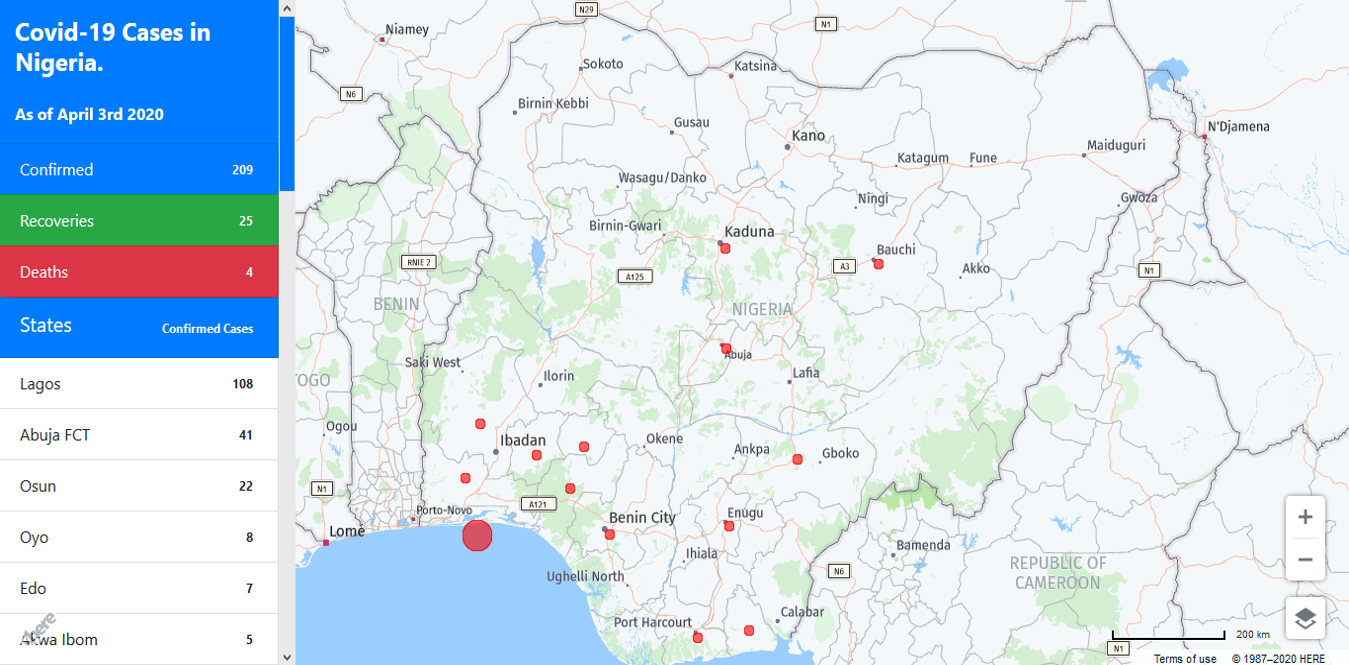 Covid-19 Cases in
Nigeria.
As of April 3rd 2020
Confirmed 209
Recoveries 25
Deaths 4
States Confirmed Cases
Lagos 108
Abuja FCT 41
Osun 22
Oyo 8
Edo 7
Akwa Ibom 5
here
N29
N1
Niamey
Sokoto
Katsina
N6
Birnin Kebbi
Gusau
Kano
N'Djamena
Maiduguri
Katagum
Fune
Wasagu/Danko
Ningi
Gwoza
Birnin-Gwari
Kaduna
Bauchi
RNIE 2
A125
A3
Akko
N1
BENIN
NIGERIA
Abuja
Saki West
Ilorin
Lafia
TOGO
Ogou
Ibadan
Okene
Ankpa
Gboko
N1
A121
Porto-Novo
Benin City
Enugu
Lomé
Ihiala
Bamenda
REPUBLIC OF
CAMEROON
Ughelli North
N6
Calabar
Port Harcourt
+
−
200 km
N1
Terms of use © 1987–2020 HERE